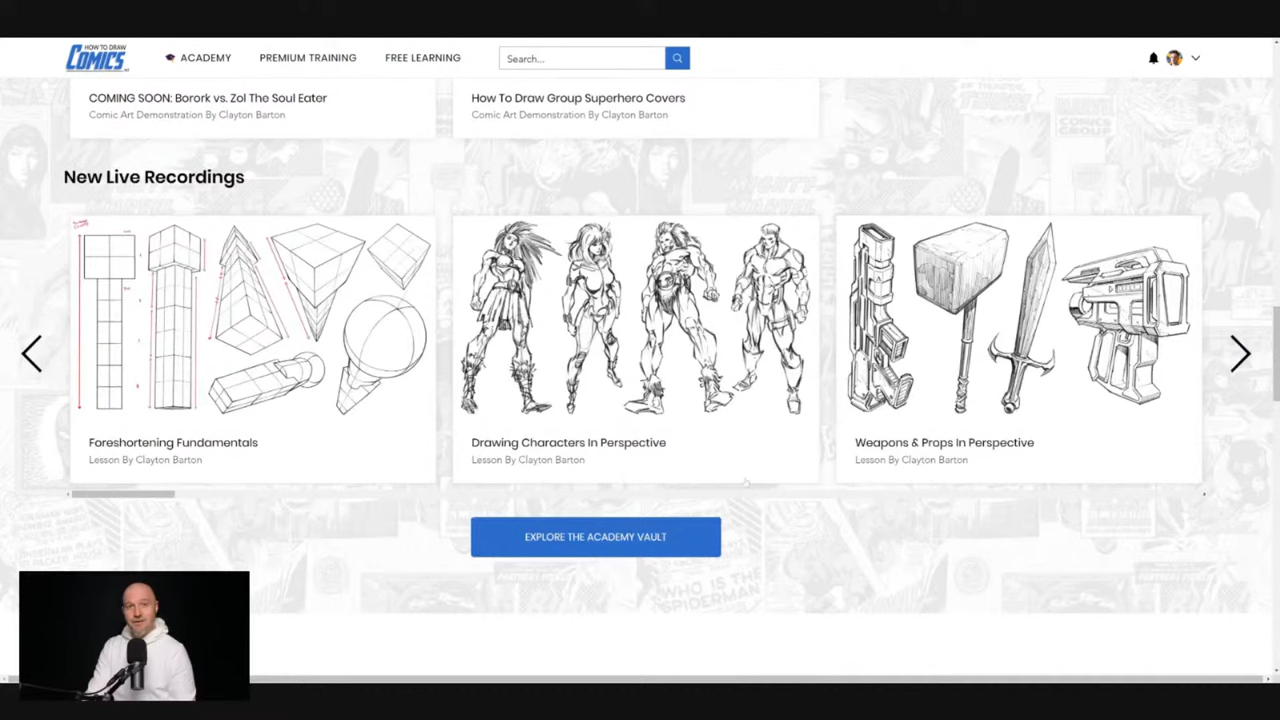 HOW TO DRAW
COMICS
ACADEMY
PREMIUM TRAINING
FREE LEARNING
Search...
COMING SOON: Borork vs. Zol The Soul Eater
Comic Art Demonstration By Clayton Barton
How To Draw Group Superhero Covers
Comic Art Demonstration By Clayton Barton
New Live Recordings
Foreshortening Fundamentals
Lesson By Clayton Barton
Drawing Characters In Perspective
Lesson By Clayton Barton
Weapons & Props In Perspective
Lesson By Clayton Barton
EXPLORE THE ACADEMY VAULT
WHO IS THE
SPIDERMAN